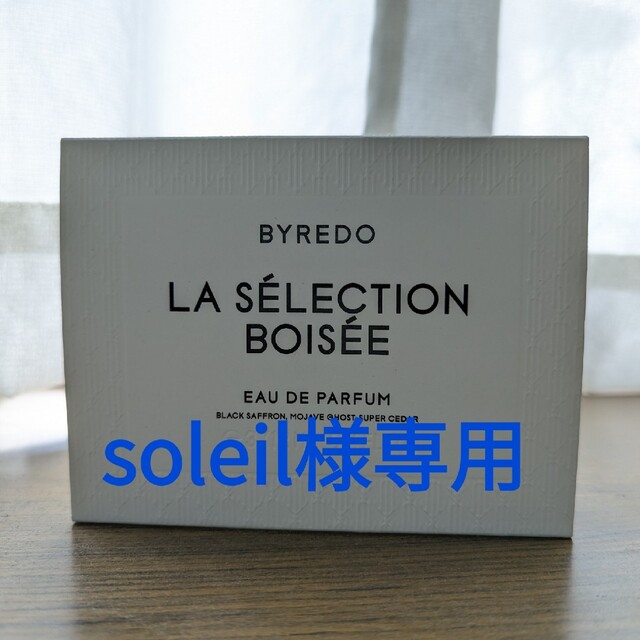 BYREDO
LA SÉLECTION
BOISÉE
EAU DE PARFUM
BLACK SAFFRON, MOJAVE GHOST, SUPER CEDAR
soleil様専用